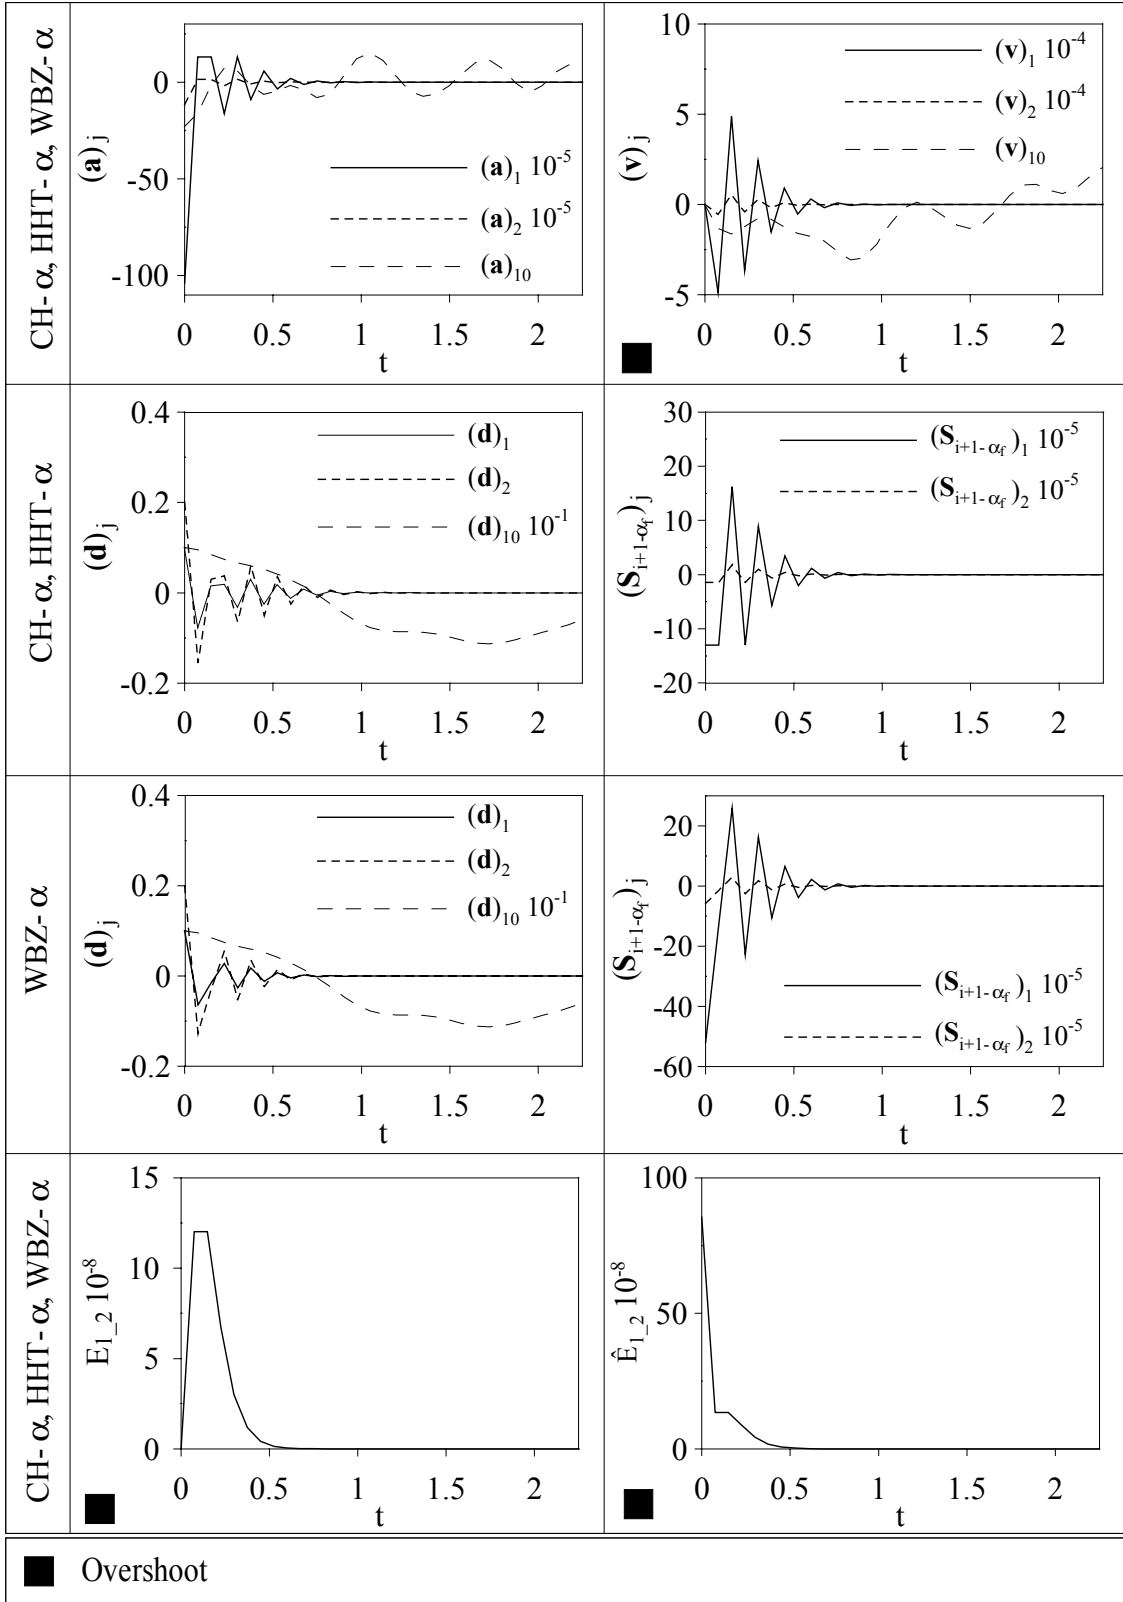 CH- α, HHT- α, WBZ- α
(a)j
0
-50
-100
(a)1 10-5
(a)2 10-5
(a)10
0 0.5 1 1.5 2
t
(v)j
10
5
0
-5
(v)1 10-4
(v)2 10-4
(v)10
0 0.5 1 1.5 2
t
CH- α, HHT- α
(d)j
0.4
0.2
0
-0.2
(d)1
(d)2
(d)10 10-1
0 0.5 1 1.5 2
t
(Si+1-αf)j
30
20
10
0
-10
-20
(Si+1-αf)1 10-5
(Si+1-αf)2 10-5
0 0.5 1 1.5 2
t
WBZ- α
(d)j
0.4
0.2
0
-0.2
(d)1
(d)2
(d)10 10-1
0 0.5 1 1.5 2
t
(Si+1-αf)j
20
0
-20
-40
-60
(Si+1-αf)1 10-5
(Si+1-αf)2 10-5
0 0.5 1 1.5 2
t
CH- α, HHT- α, WBZ- α
E1_2 10-8
15
10
5
0
0 0.5 1 1.5 2
t
Ê1_2 10-8
100
50
0
0 0.5 1 1.5 2
t
Overshoot